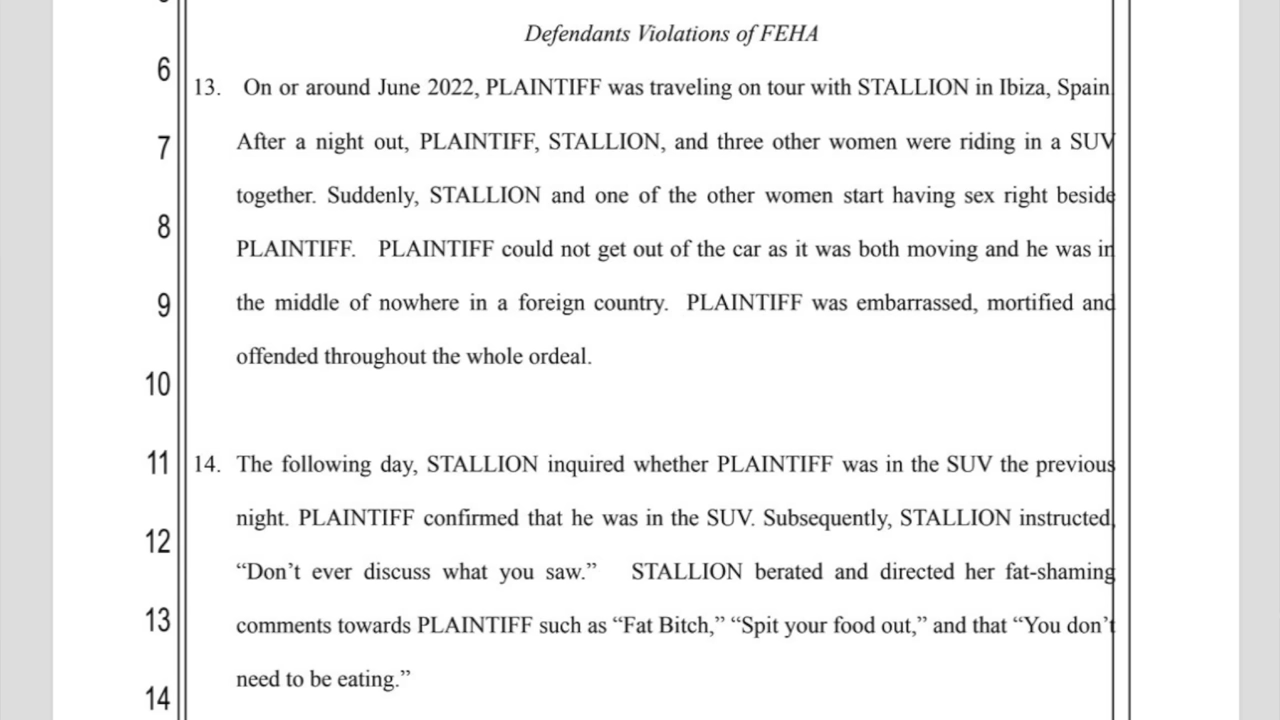 Defendants Violations of FEHA
6
13. On or around June 2022, PLAINTIFF was traveling on tour with STALLION in Ibiza, Spain.
7
After a night out, PLAINTIFF, STALLION, and three other women were riding in a SUV
together. Suddenly, STALLION and one of the other women start having sex right beside
8
PLAINTIFF. PLAINTIFF could not get out of the car as it was both moving and he was in
9
the middle of nowhere in a foreign country. PLAINTIFF was embarrassed, mortified and
offended throughout the whole ordeal.
10
11
14. The following day, STALLION inquired whether PLAINTIFF was in the SUV the previous
night. PLAINTIFF confirmed that he was in the SUV. Subsequently, STALLION instructed,
12
“Don’t ever discuss what you saw.” STALLION berated and directed her fat-shaming
13
comments towards PLAINTIFF such as “Fat Bitch,” “Spit your food out,” and that “You don’t
need to be eating.”
14